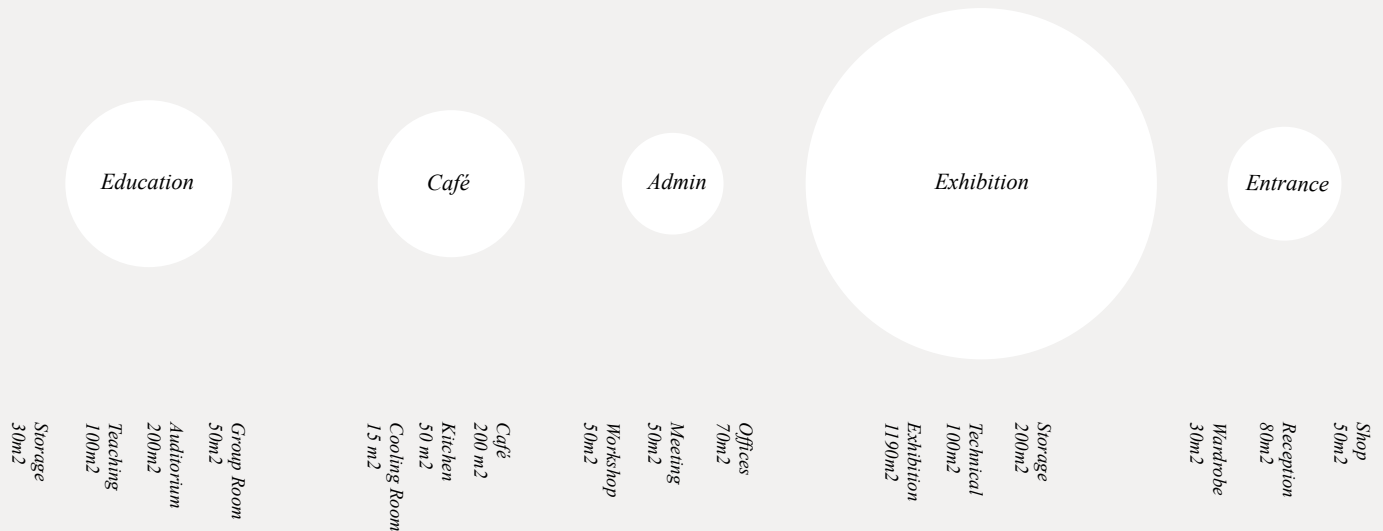 Education
Café
Admin
Exhibition
Entrance
Storage
30m2
Teaching
100m2
Auditorium
200m2
Group Room
50m2
Cooling Room
15 m2
Kitchen
50 m2
Café
200 m2
Workshop
50m2
Meeting
50m2
Offices
70m2
Exhibition
1190m2
Technical
100m2
Storage
200m2
Wardrobe
30m2
Reception
80m2
Shop
50m2